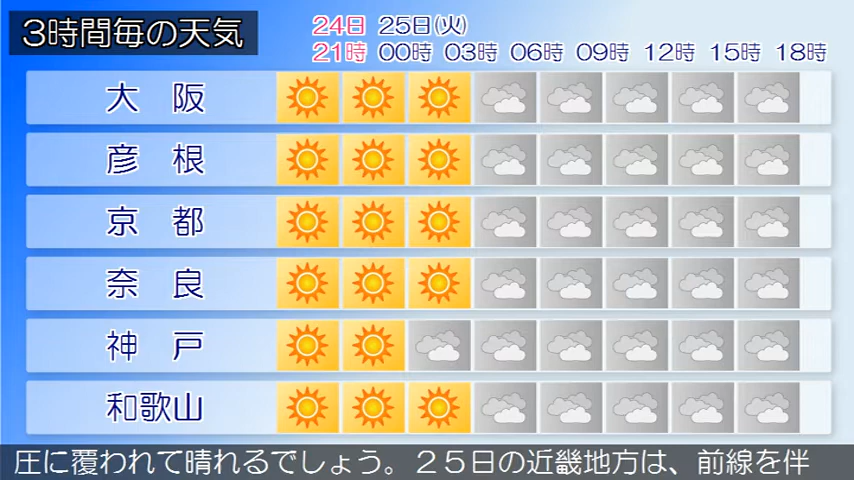 3時間毎の天気
24日 25日(火)
21時 00時 03時 06時 09時 12時 15時 18時
大 阪
彦 根
京 都
奈 良
神 戸
和歌山
圧に覆われて晴れるでしょう。25日の近畿地方は、前線を伴